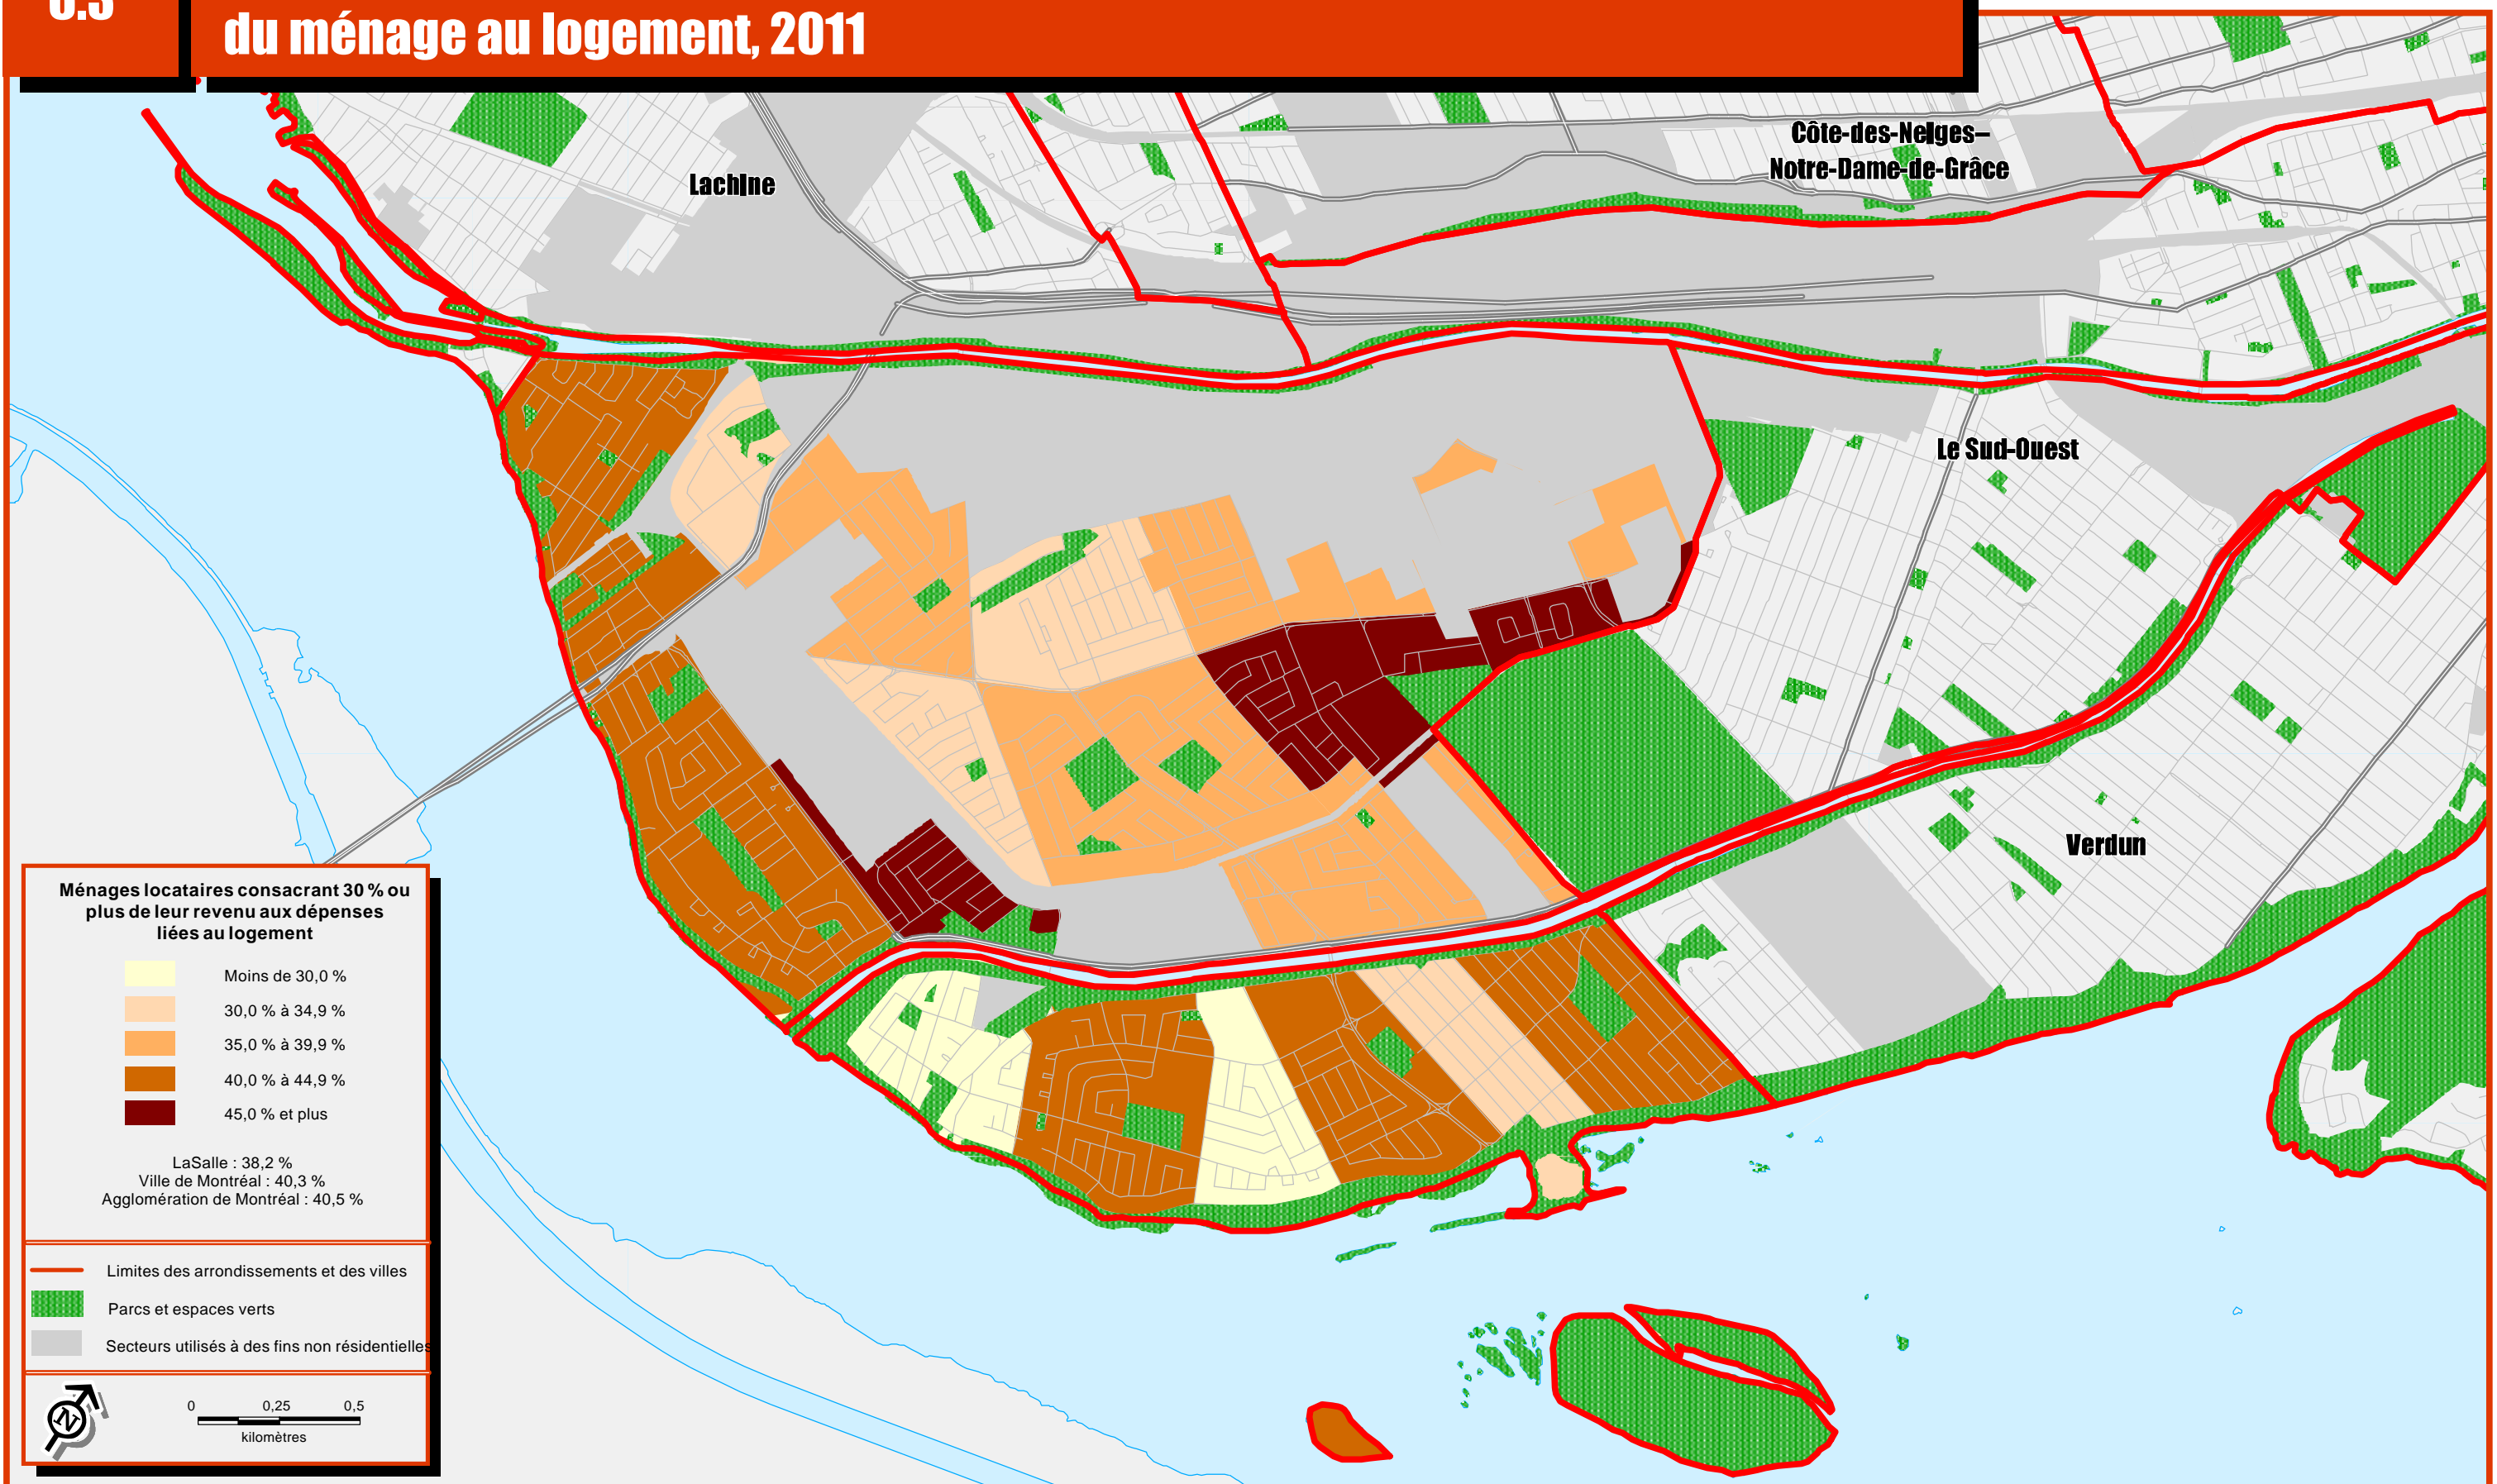 du ménage au logement, 2011
Lachine
Côte-des-Neiges–
Notre-Dame-de-Grâce
Le Sud-Ouest
Verdun
Ménages locataires consacrant 30 % ou
plus de leur revenu aux dépenses
liées au logement
Moins de 30,0 %
30,0 % à 34,9 %
35,0 % à 39,9 %
40,0 % à 44,9 %
45,0 % et plus
LaSalle : 38,2 %
Ville de Montréal : 40,3 %
Agglomération de Montréal : 40,5 %
Limites des arrondissements et des villes
Parcs et espaces verts
Secteurs utilisés à des fins non résidentielles
N
0 0,25 0,5
kilomètres